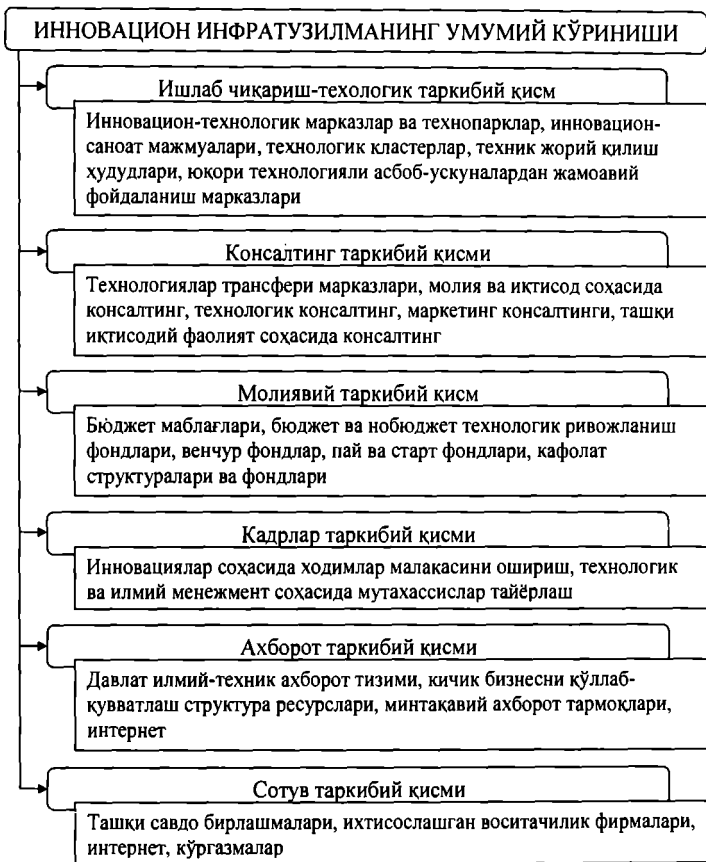 ИННОВАЦИОН ИНФРАТУЗИЛМАНИНГ УМУМИЙ КЎРИНИШИ
Ишлаб чиқариш-техологик таркибий қисм
Инновацион-технологик марказлар ва технопарклар, инновацион-
саноат мажмуалари, технологик кластерлар, техник жорий қилиш
ҳудудлари, юқори технологияли асбоб-ускуналардан жамоавий
фойдаланиш марказлари
Консалтинг таркибий қисми
Технологиялар трансфери марказлари, молия ва иқтисод соҳасида
консалтинг, технологик консалтинг, маркетинг консалтинги, ташқи
иқтисодий фаолият соҳасида консалтинг
Молиявий таркибий қисм
Бюджет маблағлари, бюджет ва нобюджет технологик ривожланиш
фондлари, венчур фондлар, пай ва старт фондлари, кафолат
структуралари ва фондлари
Кадрлар таркибий қисми
Инновациялар соҳасида ходимлар малакасини ошириш, технологик
ва илмий менежмент соҳасида мутахассислар тайёрлаш
Ахборот таркибий қисми
Давлат илмий-техник ахборот тизими, кичик бизнесни қўллаб-
қувватлаш структура ресурслари, минтақавий ахборот тармоқлари,
интернет
Сотув таркибий қисми
Ташқи савдо бирлашмалари, ихтисослашган воситачилик фирмалари,
интернет, кўргазмалар